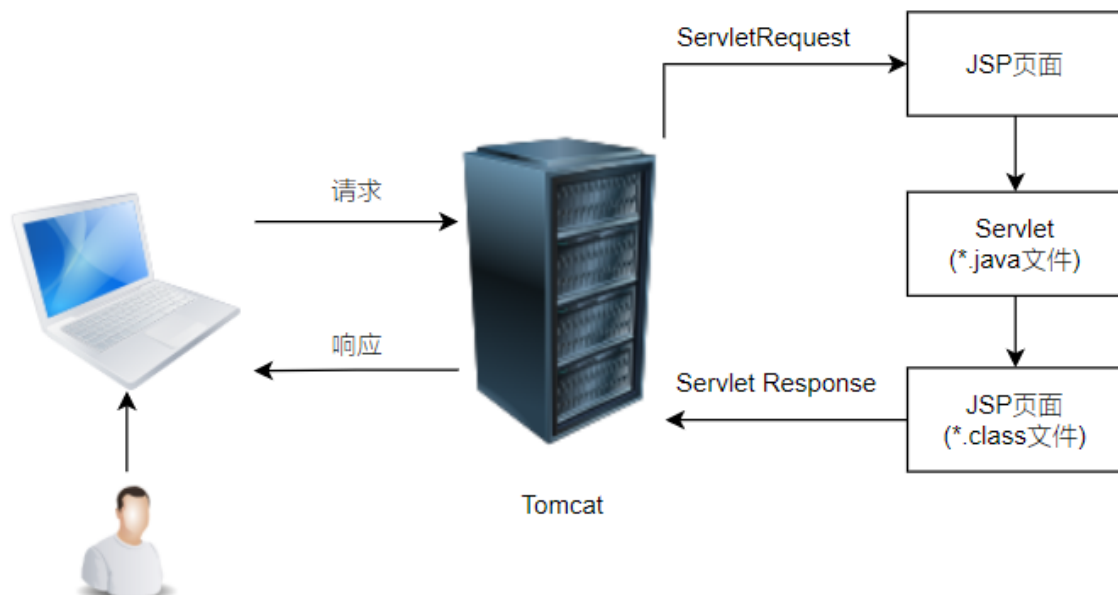 ServletRequest
JSP页面
请求
Servlet
(*.java文件)
响应
Servlet Response
JSP页面
(*.class文件)
Tomcat